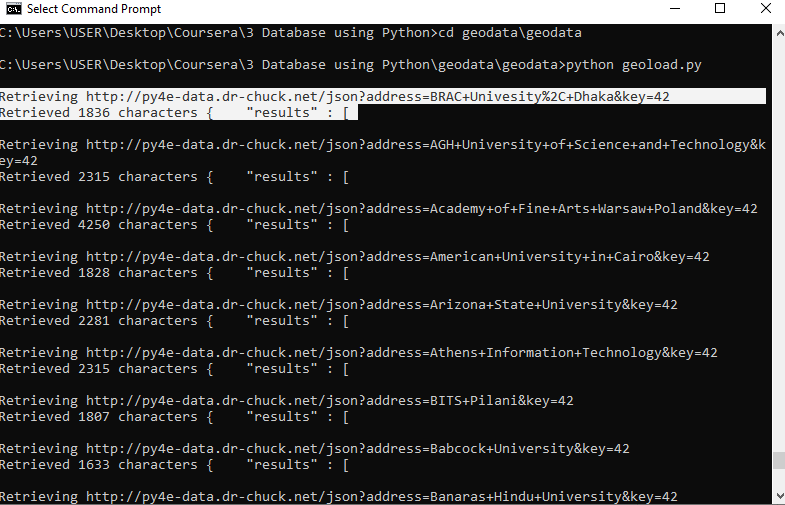 Select Command Prompt
C:\Users\USER\Desktop\Coursera\3 Database using Python>cd geodata\geodata
C:\Users\USER\Desktop\Coursera\3 Database using Python\geodata\geodata>python geoload.py
Retrieving http://py4e-data.dr-chuck.net/json?address=BRAC+Univesity%2C+Dhaka&key=42
Retrieved 1836 characters {    "results" : [
Retrieving http://py4e-data.dr-chuck.net/json?address=AGH+University+of+Science+and+Technology&k
ey=42
Retrieved 2315 characters {    "results" : [
Retrieving http://py4e-data.dr-chuck.net/json?address=Academy+of+Fine+Arts+Warsaw+Poland&key=42
Retrieved 4250 characters {    "results" : [
Retrieving http://py4e-data.dr-chuck.net/json?address=American+University+in+Cairo&key=42
Retrieved 1828 characters {    "results" : [
Retrieving http://py4e-data.dr-chuck.net/json?address=Arizona+State+University&key=42
Retrieved 2281 characters {    "results" : [
Retrieving http://py4e-data.dr-chuck.net/json?address=Athens+Information+Technology&key=42
Retrieved 2315 characters {    "results" : [
Retrieving http://py4e-data.dr-chuck.net/json?address=BITS+Pilani&key=42
Retrieved 1807 characters {    "results" : [
Retrieving http://py4e-data.dr-chuck.net/json?address=Babcock+University&key=42
Retrieved 1633 characters {    "results" : [
Retrieving http://py4e-data.dr-chuck.net/json?address=Banaras+Hindu+University&key=42